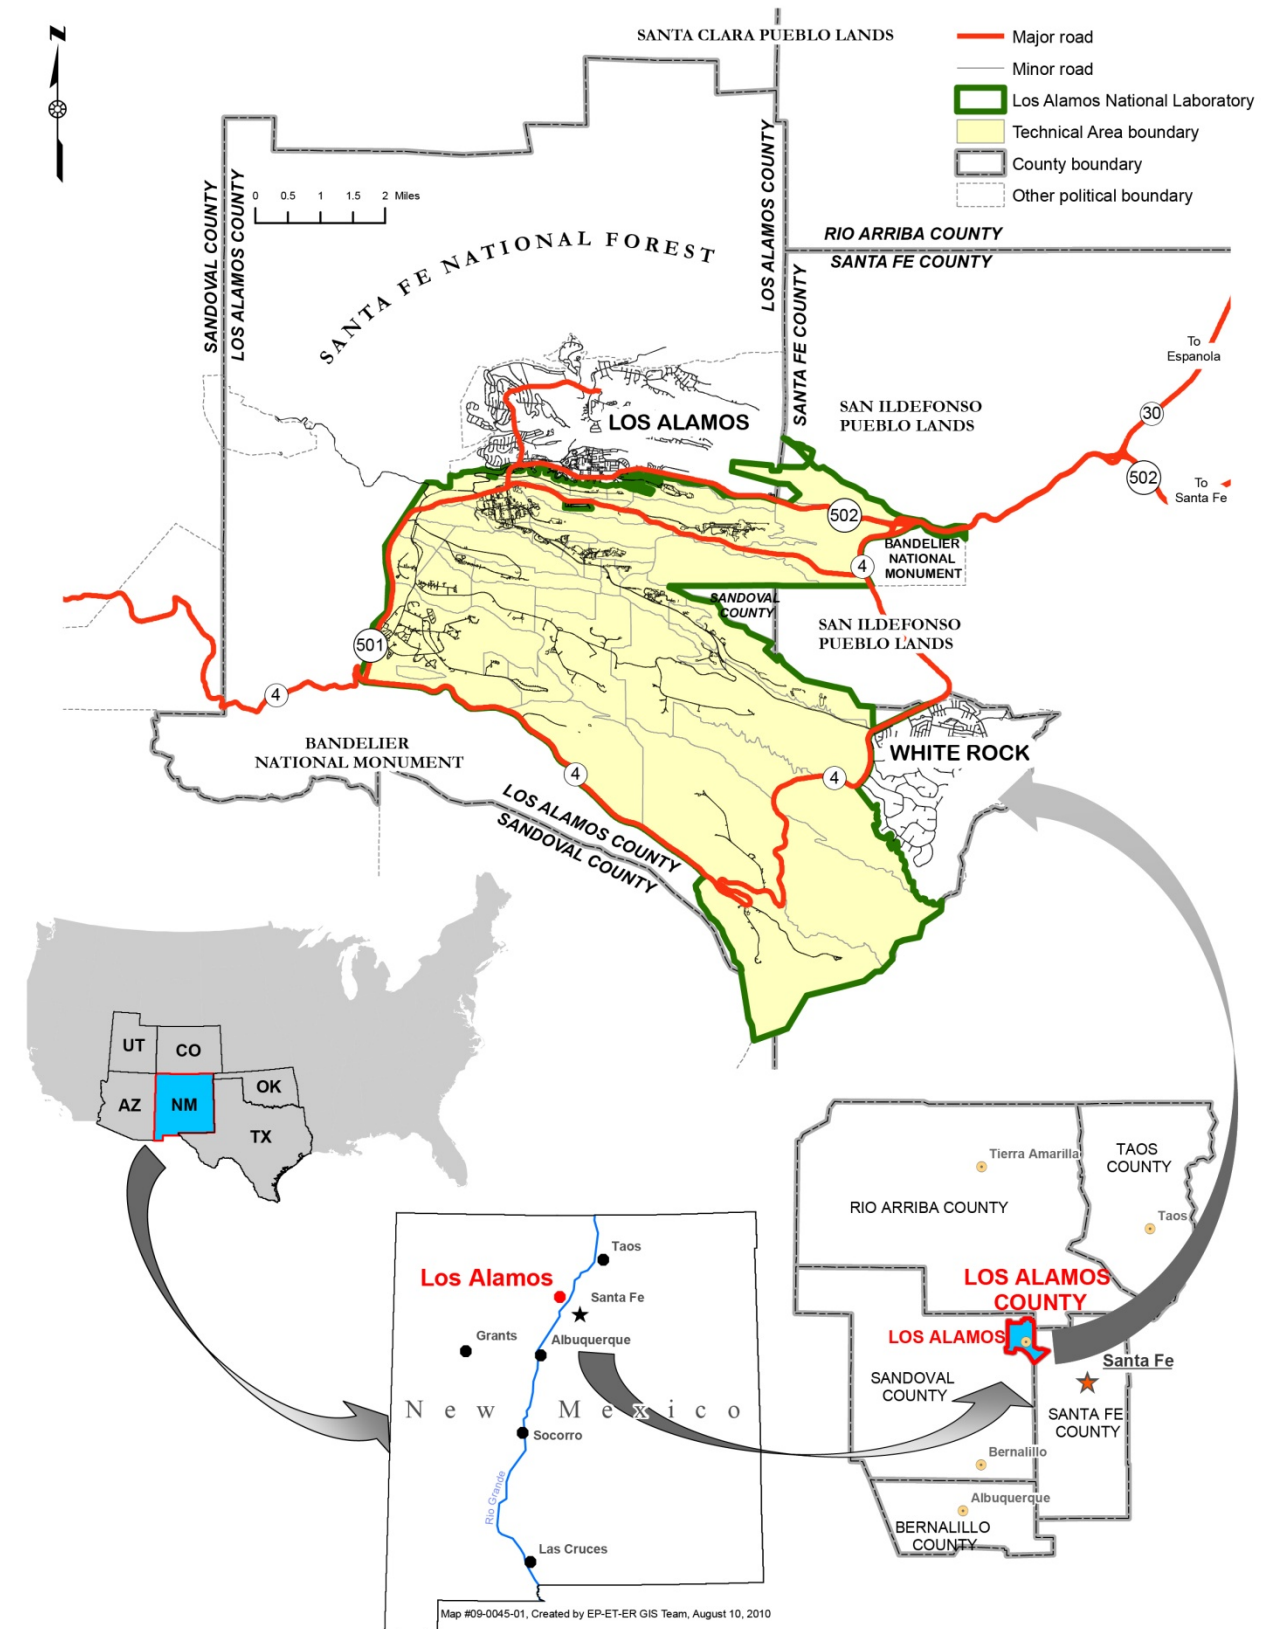 N
SANTA CLARA PUEBLO LANDS
Major road
Minor road
Los Alamos National Laboratory
Technical Area boundary
County boundary
Other political boundary
0 0.5 1 1.5 2 Miles
SANDOVAL COUNTY
LOS ALAMOS COUNTY
LOS ALAMOS COUNTY
SANTA FE COUNTY
RIO ARRIBA COUNTY
SANTA FE COUNTY
SANTA FE NATIONAL FOREST
To
Espanola
30
SAN ILDEFONSO
PUEBLO LANDS
LOS ALAMOS
502
To
Santa Fe
502
BANDELIER
NATIONAL
MONUMENT
4
SANDOVAL
COUNTY
SAN ILDEFONSO
PUEBLO LANDS
501
4
BANDELIER
NATIONAL MONUMENT
WHITE ROCK
4
4
LOS ALAMOS COUNTY
SANDOVAL COUNTY
UT
CO
AZ
NM
OK
TX
Taos
Los Alamos
Santa Fe
Grants
Albuquerque
New Mexico
Socorro
Rio Grande
Las Cruces
Map #09-0045-01, Created by EP-ET-ER GIS Team, August 10, 2010
Tierra Amarilla
TAOS
COUNTY
RIO ARRIBA COUNTY
Taos
LOS ALAMOS
COUNTY
LOS ALAMOS
Santa Fe
SANDOVAL
COUNTY
SANTA FE
COUNTY
Bernalillo
Albuquerque
BERNALILLO
COUNTY